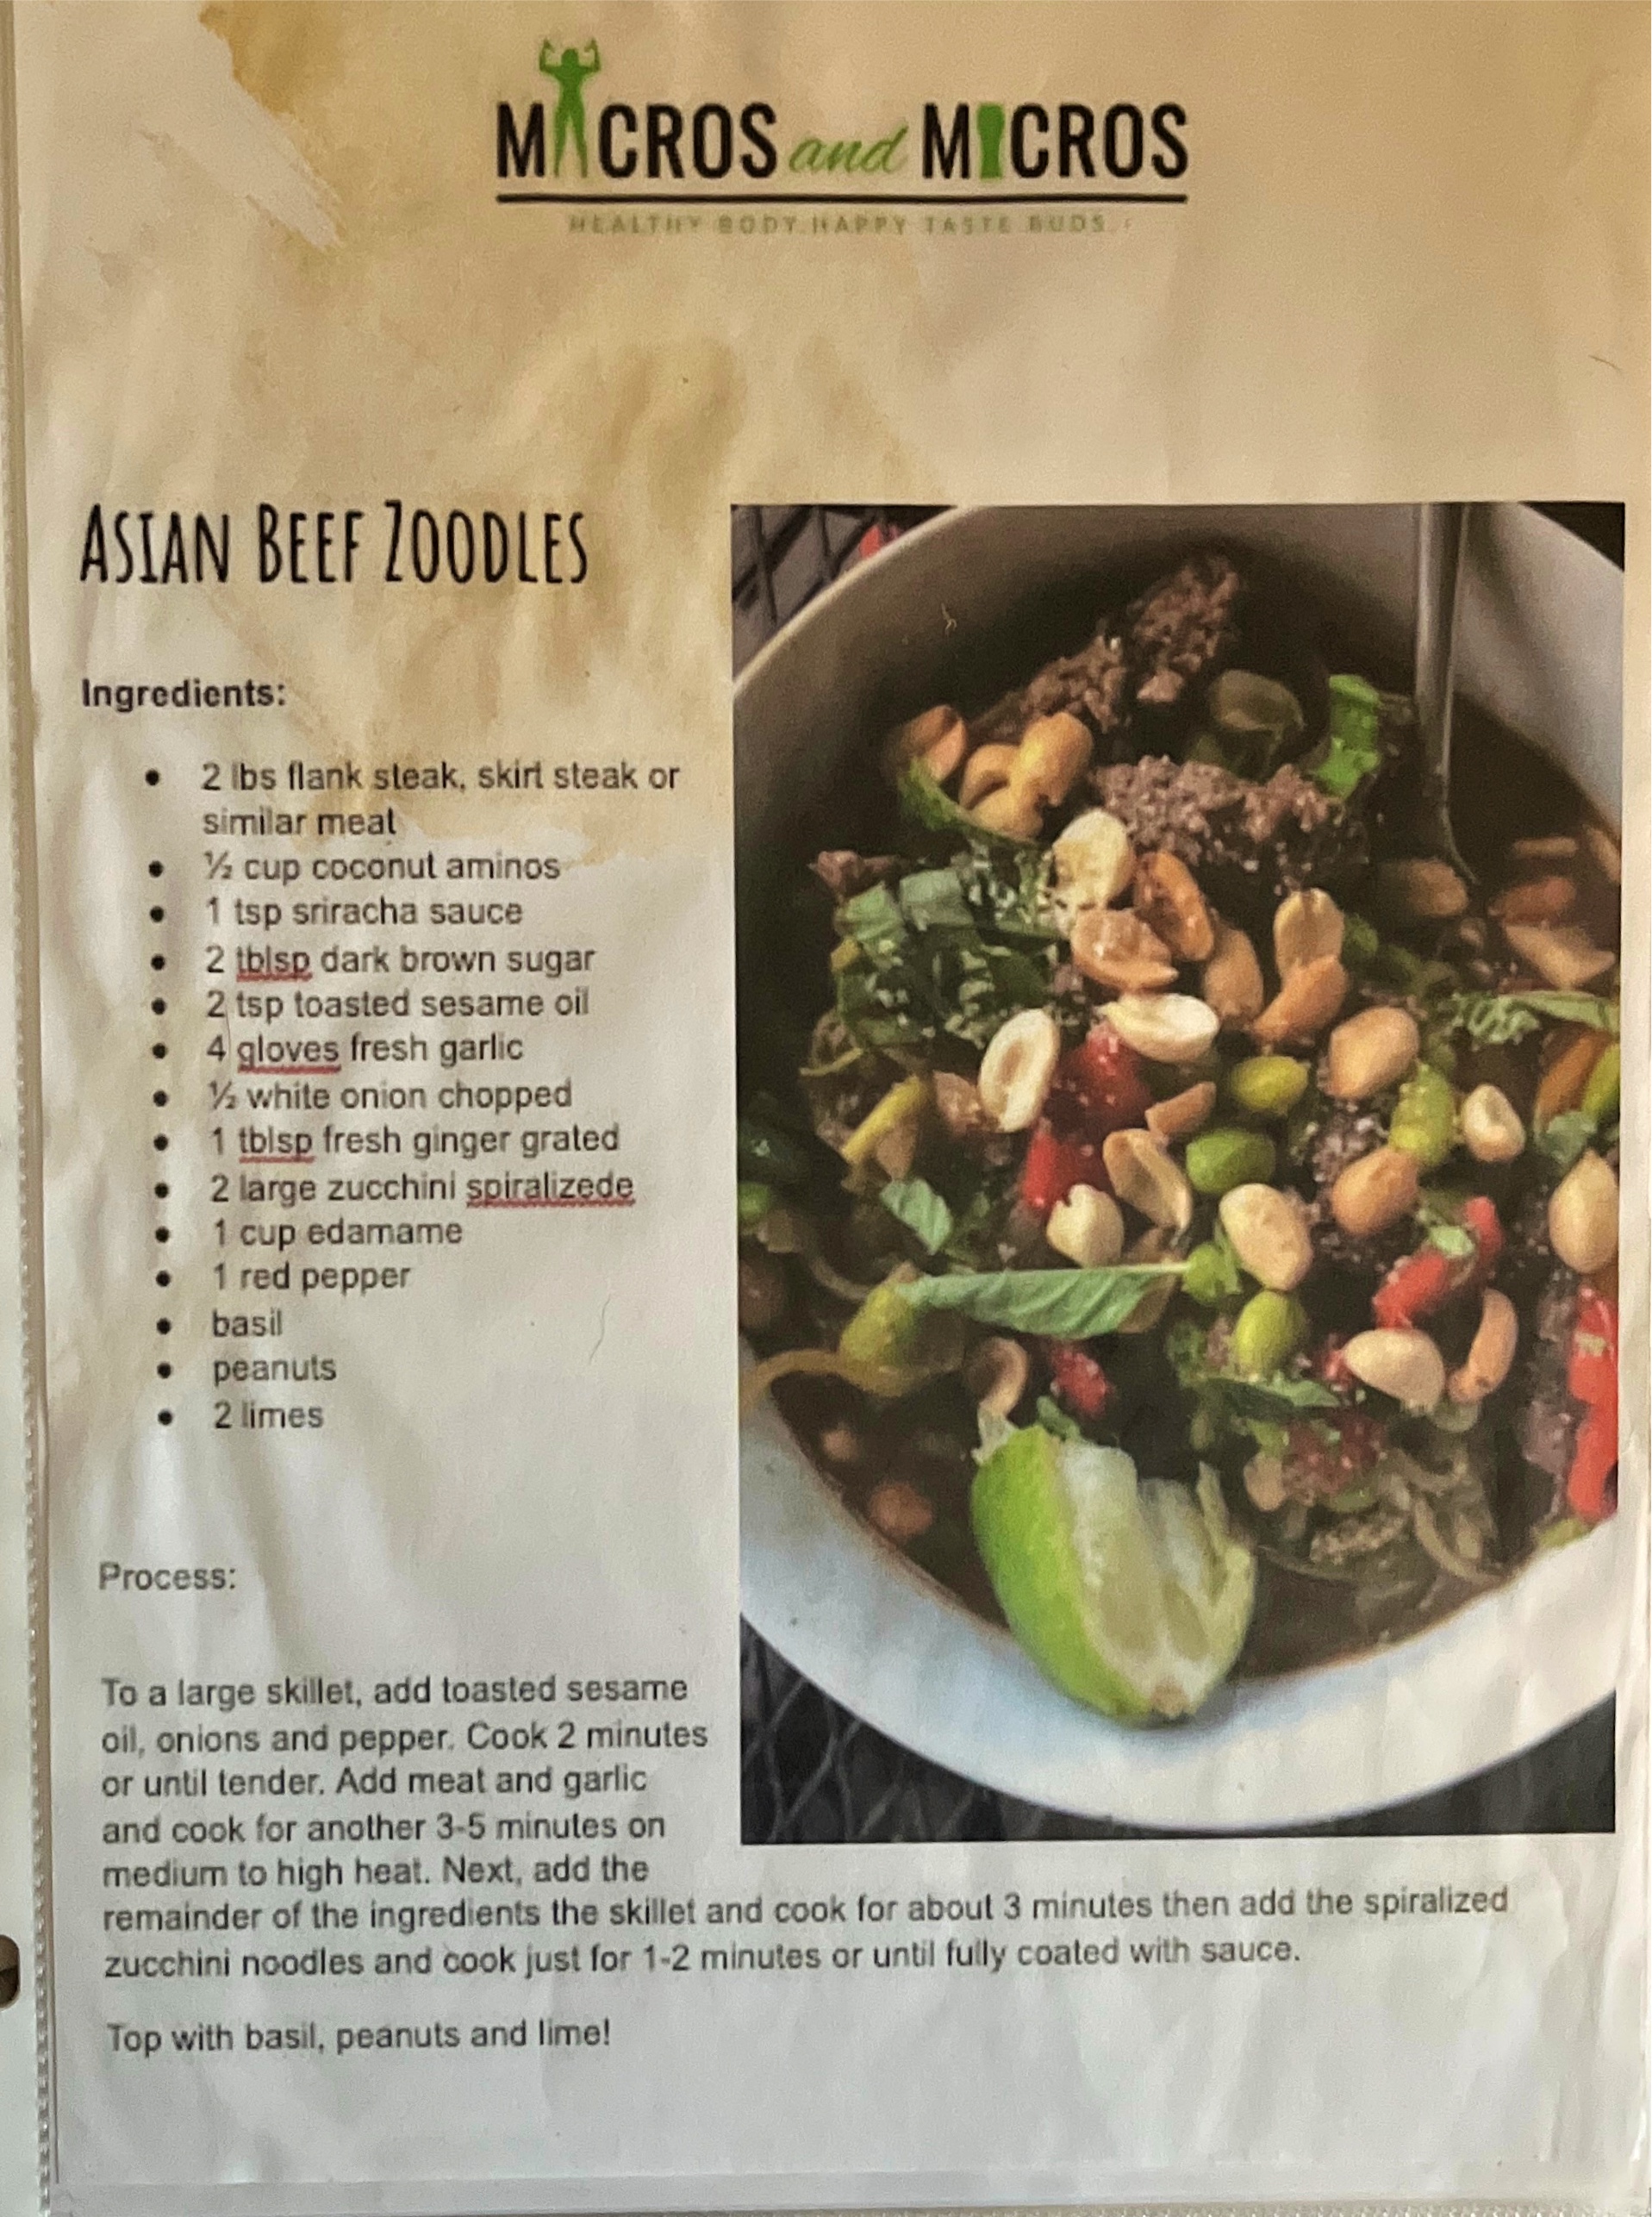 MACROS and MICROS
HEALTHY BODY. HAPPY TASTE BUDS.
ASIAN BEEF ZOODLES
Ingredients:
• 2 lbs flank steak, skirt steak or
similar meat
• ½ cup coconut aminos
• 1 tsp sriracha sauce
• 2 tblsp dark brown sugar
• 2 tsp toasted sesame oil
• 4 gloves fresh garlic
• ½ white onion chopped
• 1 tblsp fresh ginger grated
• 2 large zucchini spiralizede
• 1 cup edamame
• 1 red pepper
• basil
• peanuts
• 2 limes
Process:
To a large skillet, add toasted sesame
oil, onions and pepper. Cook 2 minutes
or until tender. Add meat and garlic
and cook for another 3-5 minutes on
medium to high heat. Next, add the
remainder of the ingredients the skillet and cook for about 3 minutes then add the spiralized
zucchini noodles and cook just for 1-2 minutes or until fully coated with sauce.
Top with basil, peanuts and lime!